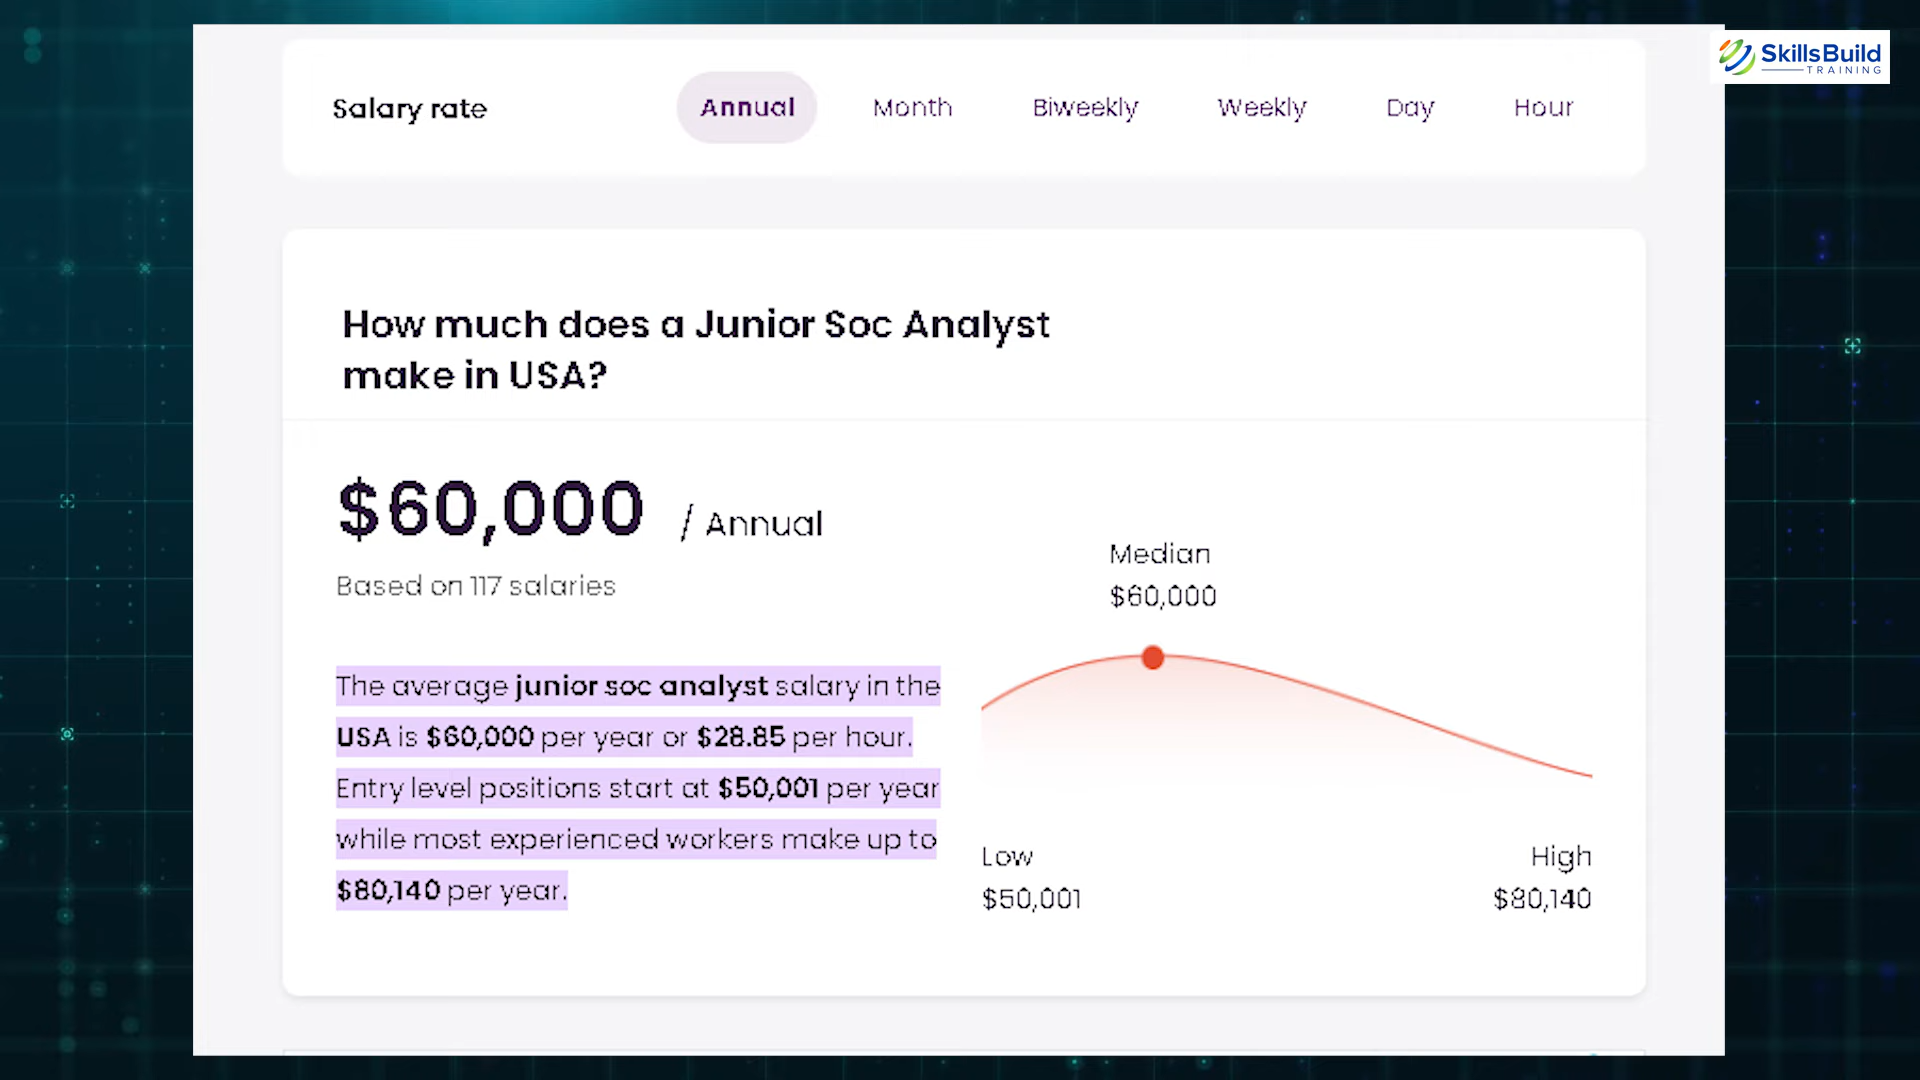 SkillsBuild
TRAINING
Salary rate
Annual Month Biweekly Weekly Day Hour
How much does a Junior Soc Analyst
make in USA?
$60,000 / Annual
Based on 117 salaries
The average junior soc analyst salary in the
USA is $60,000 per year or $28.85 per hour.
Entry level positions start at $50,001 per year
while most experienced workers make up to
$80,140 per year.
Median
$60,000
Low
$50,001
High
$80,140